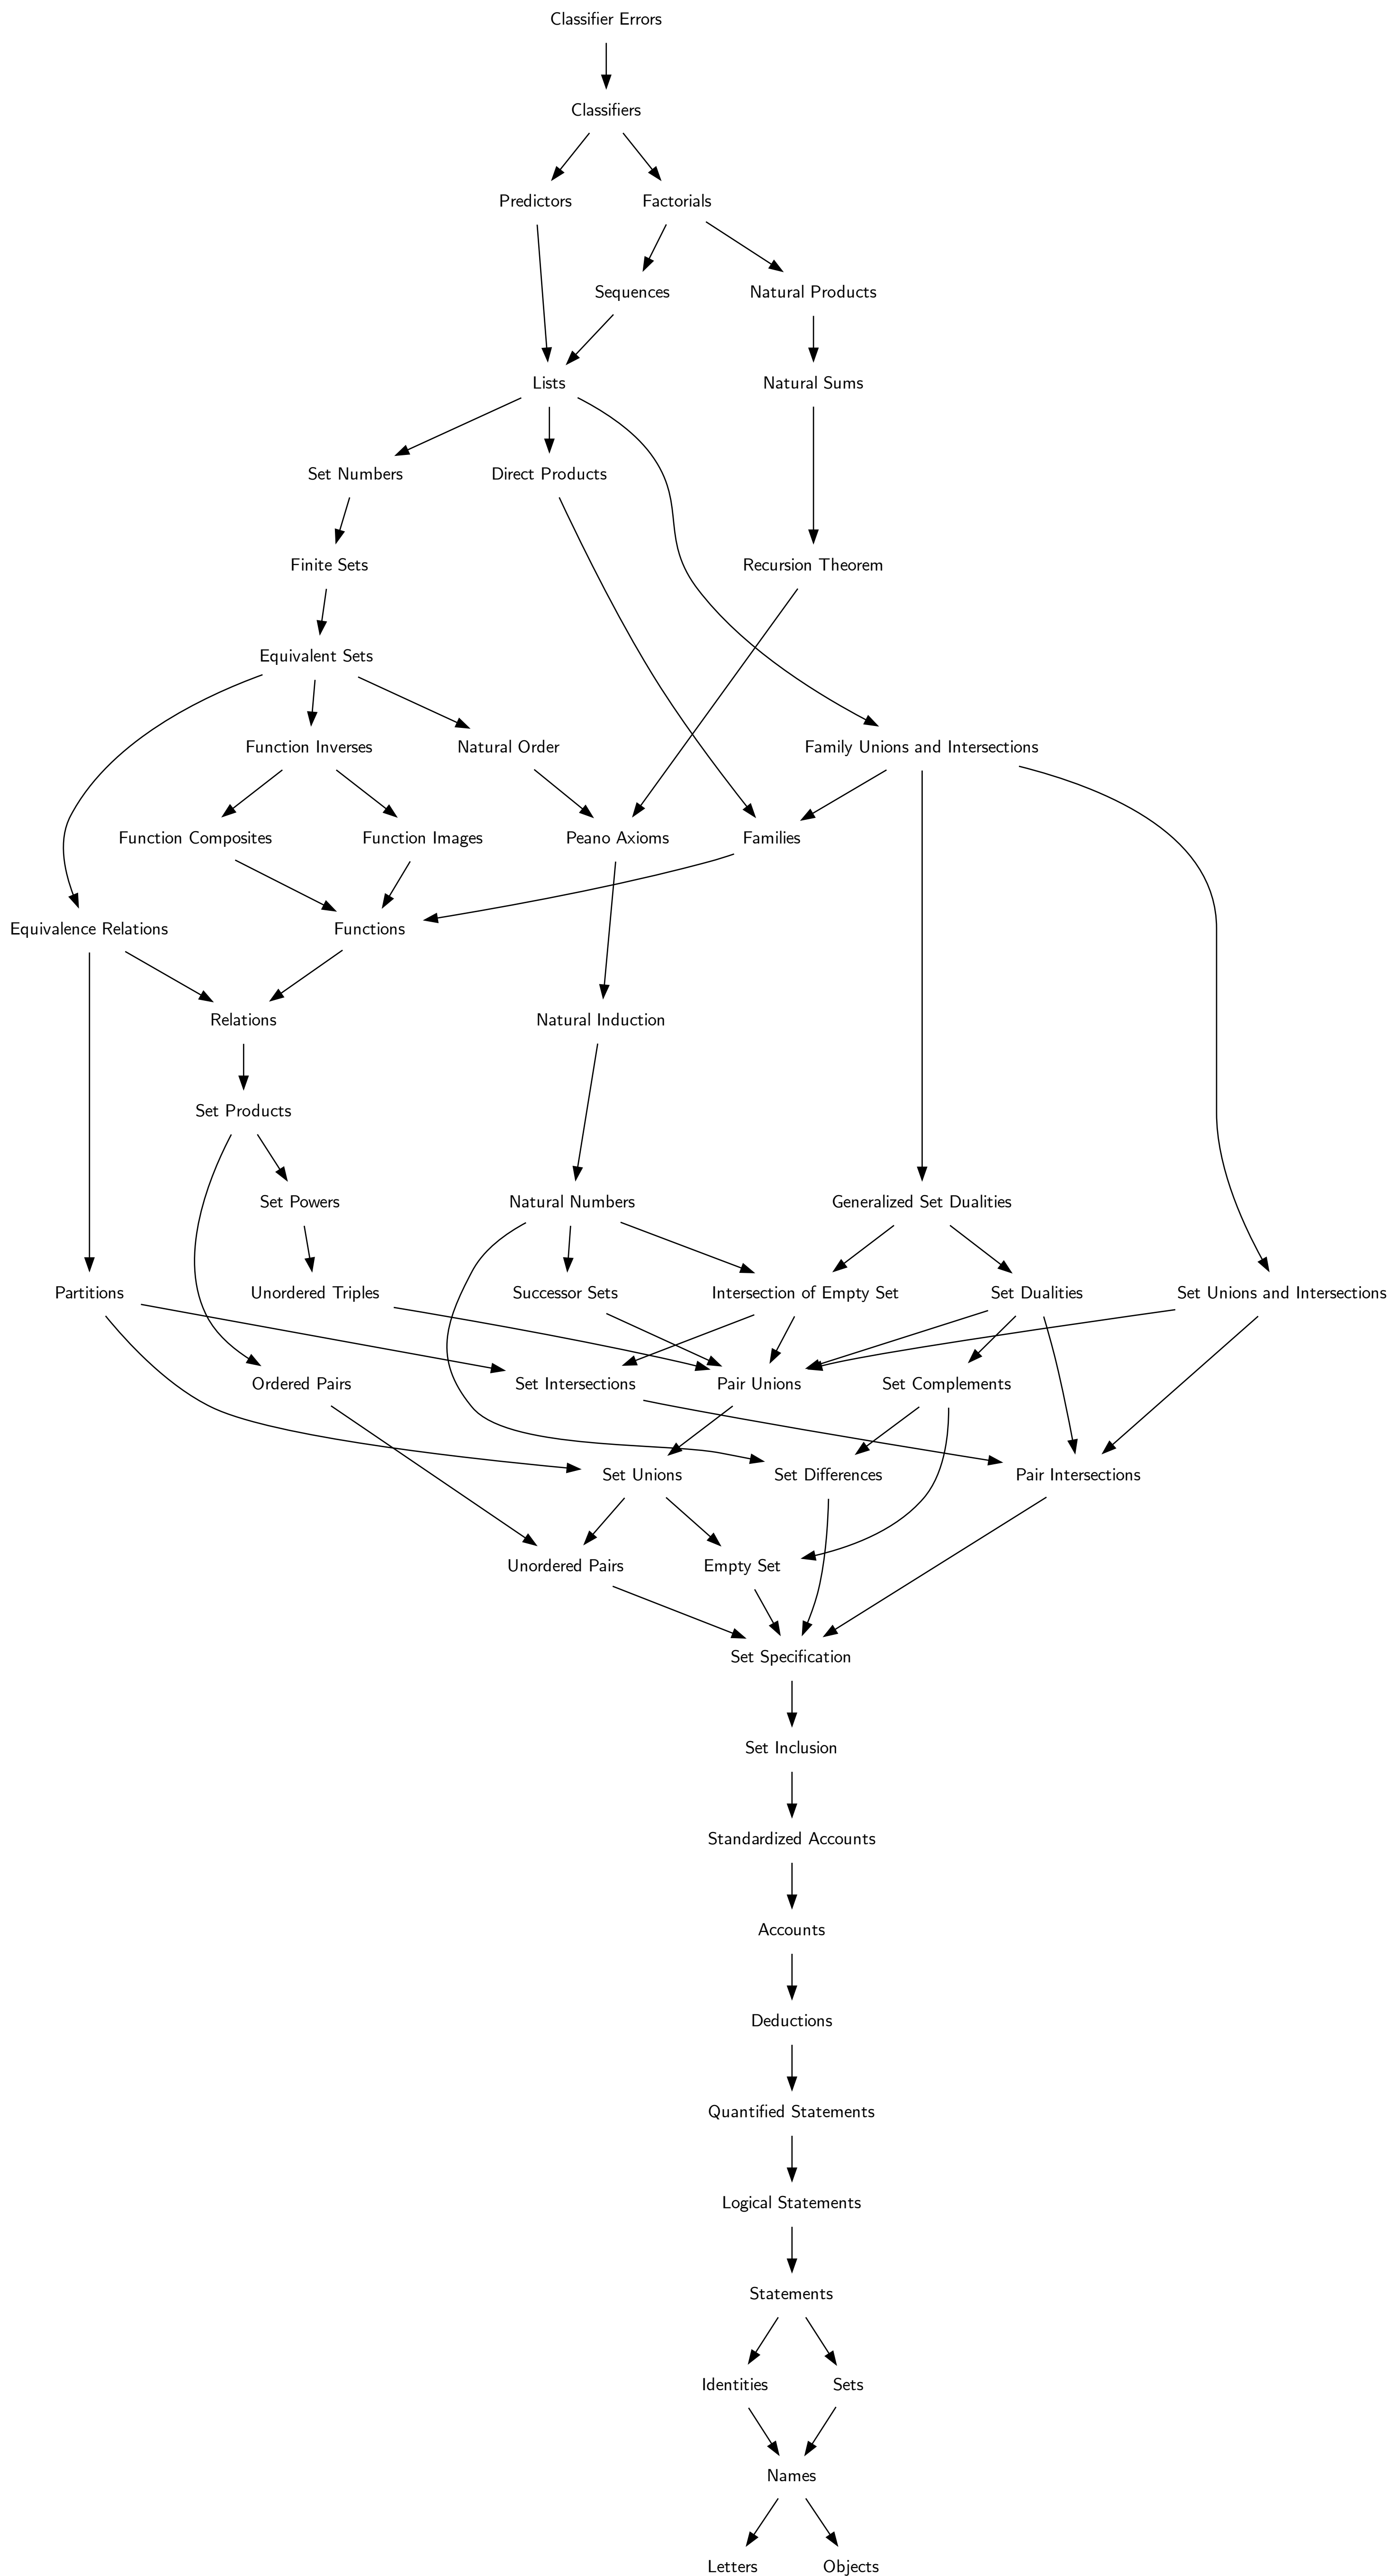 Classifier Errors
Classifiers
Predictors
Factorials
Sequences
Natural Products
Lists
Natural Sums
Set Numbers
Direct Products
Finite Sets
Recursion Theorem
Equivalent Sets
Function Inverses
Natural Order
Family Unions and Intersections
Function Composites
Function Images
Peano Axioms
Families
Equivalence Relations
Functions
Relations
Natural Induction
Set Products
Set Powers
Natural Numbers
Generalized Set Dualities
Partitions
Unordered Triples
Successor Sets
Intersection of Empty Set
Set Dualities
Set Unions and Intersections
Ordered Pairs
Set Intersections
Pair Unions
Set Complements
Set Unions
Set Differences
Pair Intersections
Unordered Pairs
Empty Set
Set Specification
Set Inclusion
Standardized Accounts
Accounts
Deductions
Quantified Statements
Logical Statements
Statements
Identities
Sets
Names
Letters
Objects